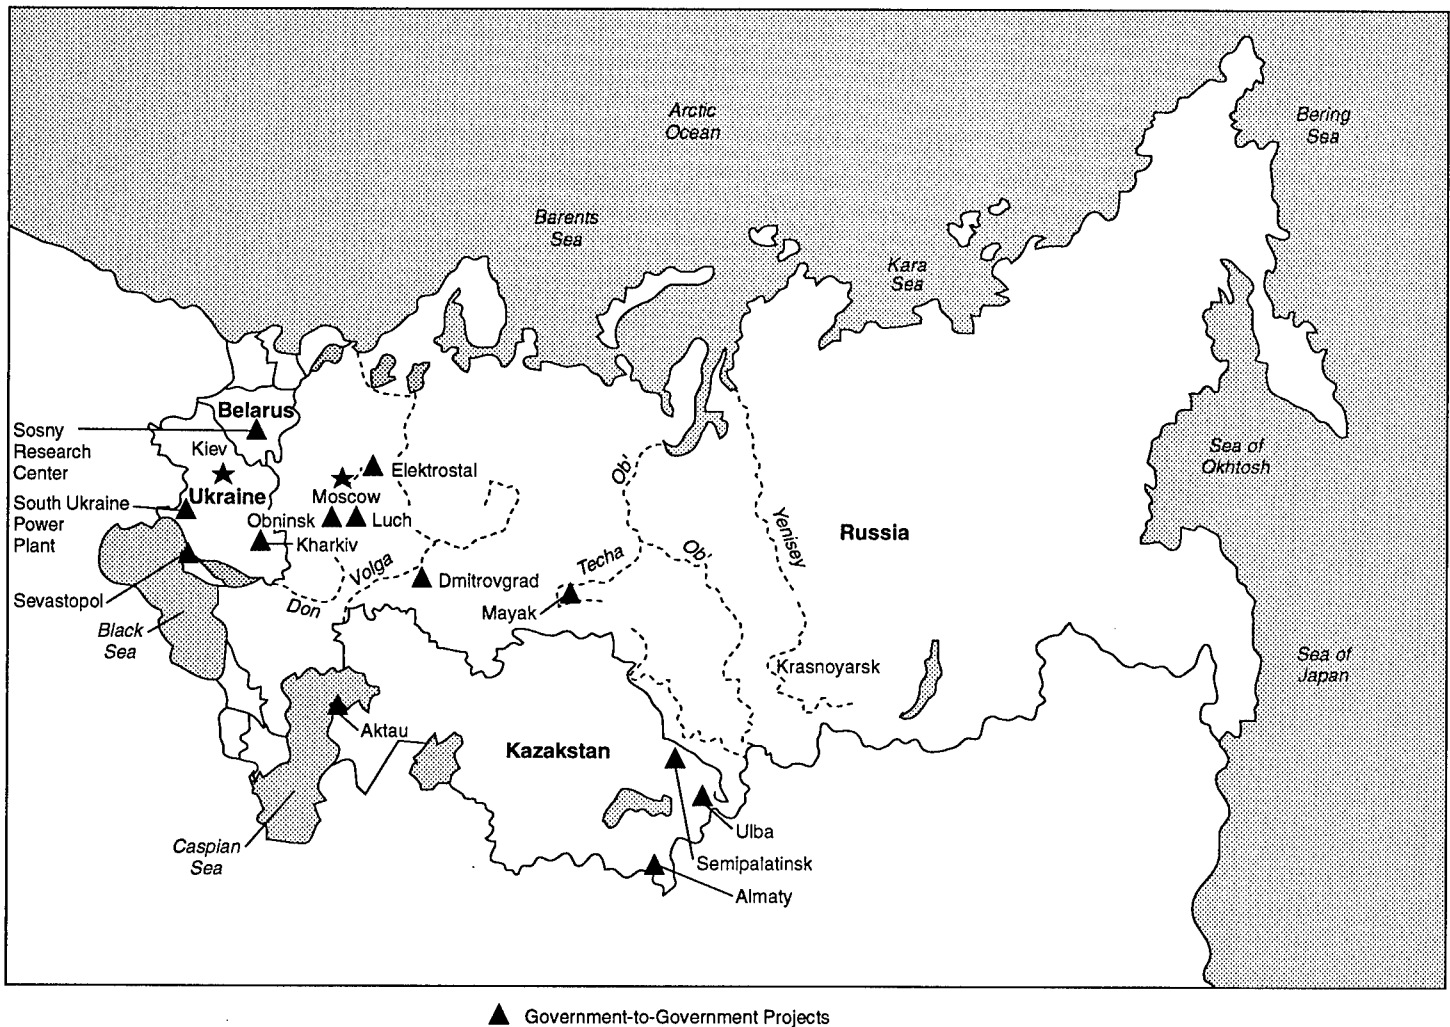 Arctic
Ocean
Bering
Sea
Barents
Sea
Kara
Sea
Belarus
Sosny
Research
Center
Kiev
Elektrostal
Ob'
Sea of
Okhtosh
Moscow
Ukraine
South Ukraine
Power
Plant
Obninsk
Luch
Yenisey
Russia
Kharkiv
Volga
Techa
Ob'
Dmitrovgrad
Sevastopol
Don
Mayak
Black
Sea
Krasnoyarsk
Sea of
Japan
Aktau
Kazakstan
Ulba
Caspian
Sea
Semipalatinsk
Almaty
Government-to-Government Projects